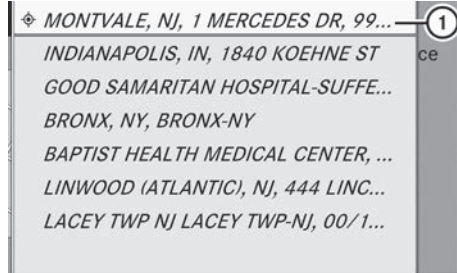 MONTVALE, NJ, 1 MERCEDES DR, 99... 1
INDIANAPOLIS, IN, 1840 KOEHNE ST ce
GOOD SAMARITAN HOSPITAL-SUFFE...
BRONX, NY, BRONX-NY
BAPTIST HEALTH MEDICAL CENTER, ...
LINWOOD (ATLANTIC), NJ, 444 LINC...
LACEY TWP NJ LACEY TWP-NJ, 00/1...